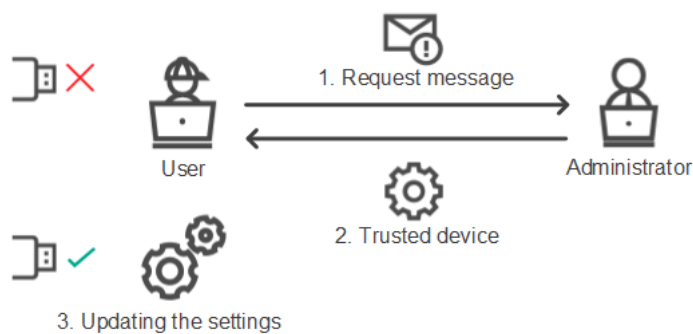 1. Request message
User
Administrator
2. Trusted device
3. Updating the settings